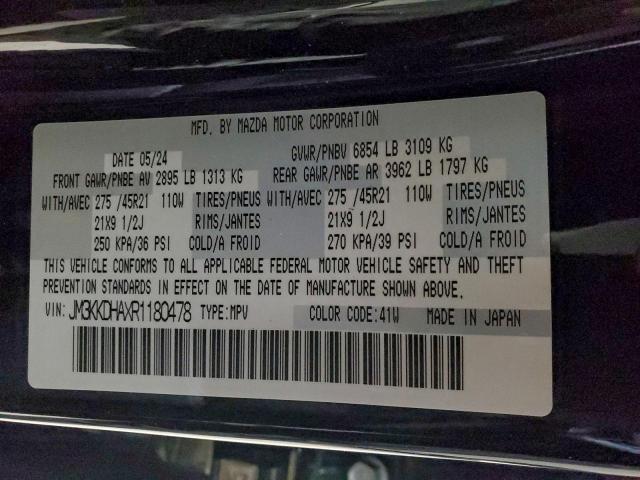 MFD. BY MAZDA MOTOR CORPORATION
DATE 05/24 GVWR/PNBV 6854 LB 3109 KG
FRONT GAWR/PNBE AV 2895 LB 1313 KG REAR GAWR/PNBE AR 3962 LB 1797 KG
WITH/AVEC 275 /45R21 110W TIRES/PNEUS WITH/AVEC 275 /45R21 110W TIRES/PNEUS
21X9 1/2J RIMS/JANTES 21X9 1/2J RIMS/JANTES
250 KPA/36 PSI COLD/A FROID 270 KPA/39 PSI COLD/A FROID
THIS VEHICLE CONFORMS TO ALL APPLICABLE FEDERAL MOTOR VEHICLE SAFETY AND THEFT
PREVENTION STANDARDS IN EFFECT ON THE DATE OF MANUFACTURE SHOWN ABOVE.
VIN: JM3KKDHAXR1180478 TYPE:MPV COLOR CODE:41W MADE IN JAPAN